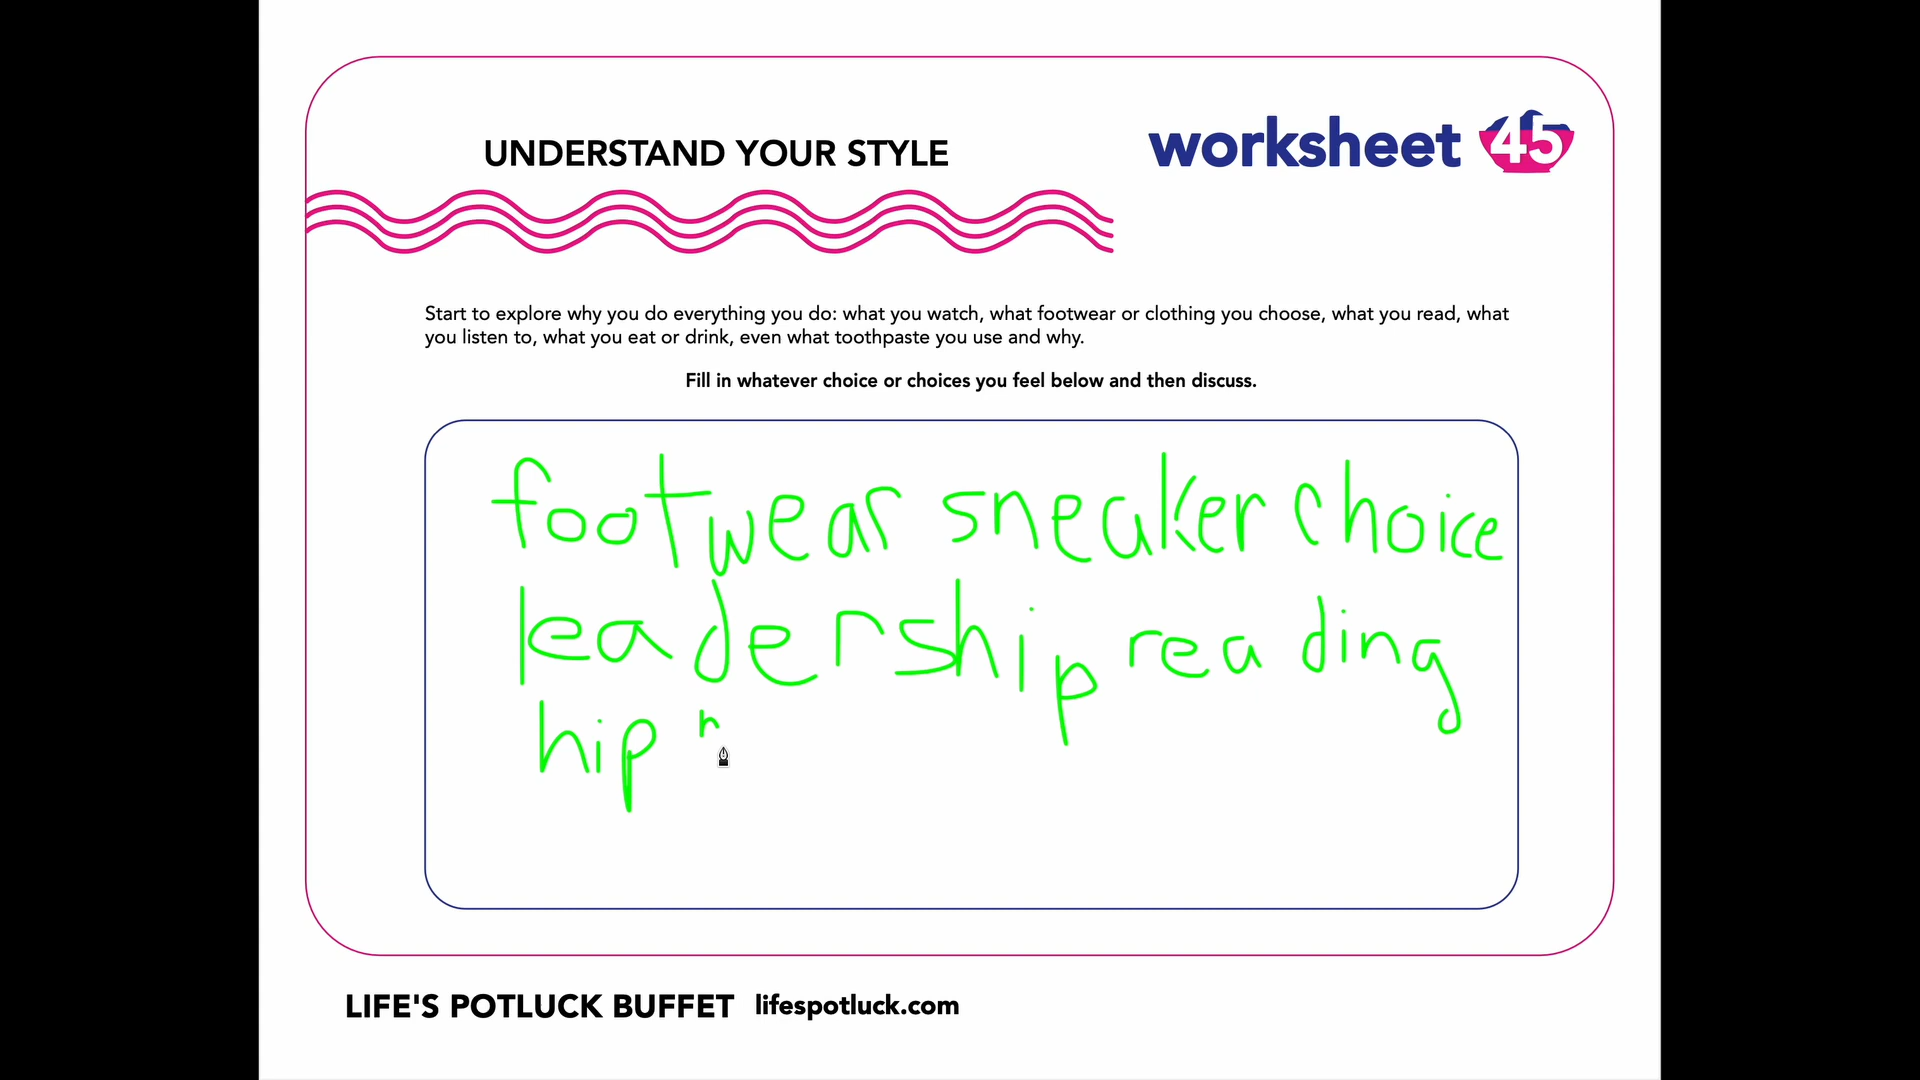 UNDERSTAND YOUR STYLE
worksheet 45
Start to explore why you do everything you do: what you watch, what footwear or clothing you choose, what you read, what
you listen to, what you eat or drink, even what toothpaste you use and why.
Fill in whatever choice or choices you feel below and then discuss.
footwear sneaker choice
leadership reading
hip
LIFE'S POTLUCK BUFFET lifespotluck.com